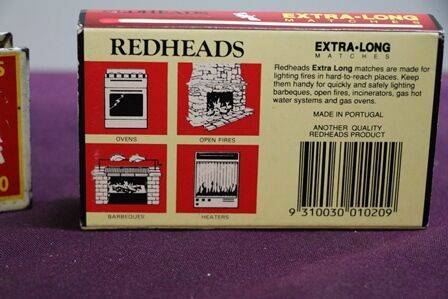 EXTRA-LONG
MATCHES
REDHEADS
EXTRA-LONG
MATCHES
Redheads Extra Long matches are made for
lighting fires in hard-to-reach places. Keep
them handy for quickly and safely lighting
barbeques, open fires, incinerators, gas hot
water systems and gas ovens.
MADE IN PORTUGAL
ANOTHER QUALITY
REDHEADS PRODUCT
OVENS
OPEN FIRES
BARBEQUES
HEATERS
9 310030 010209